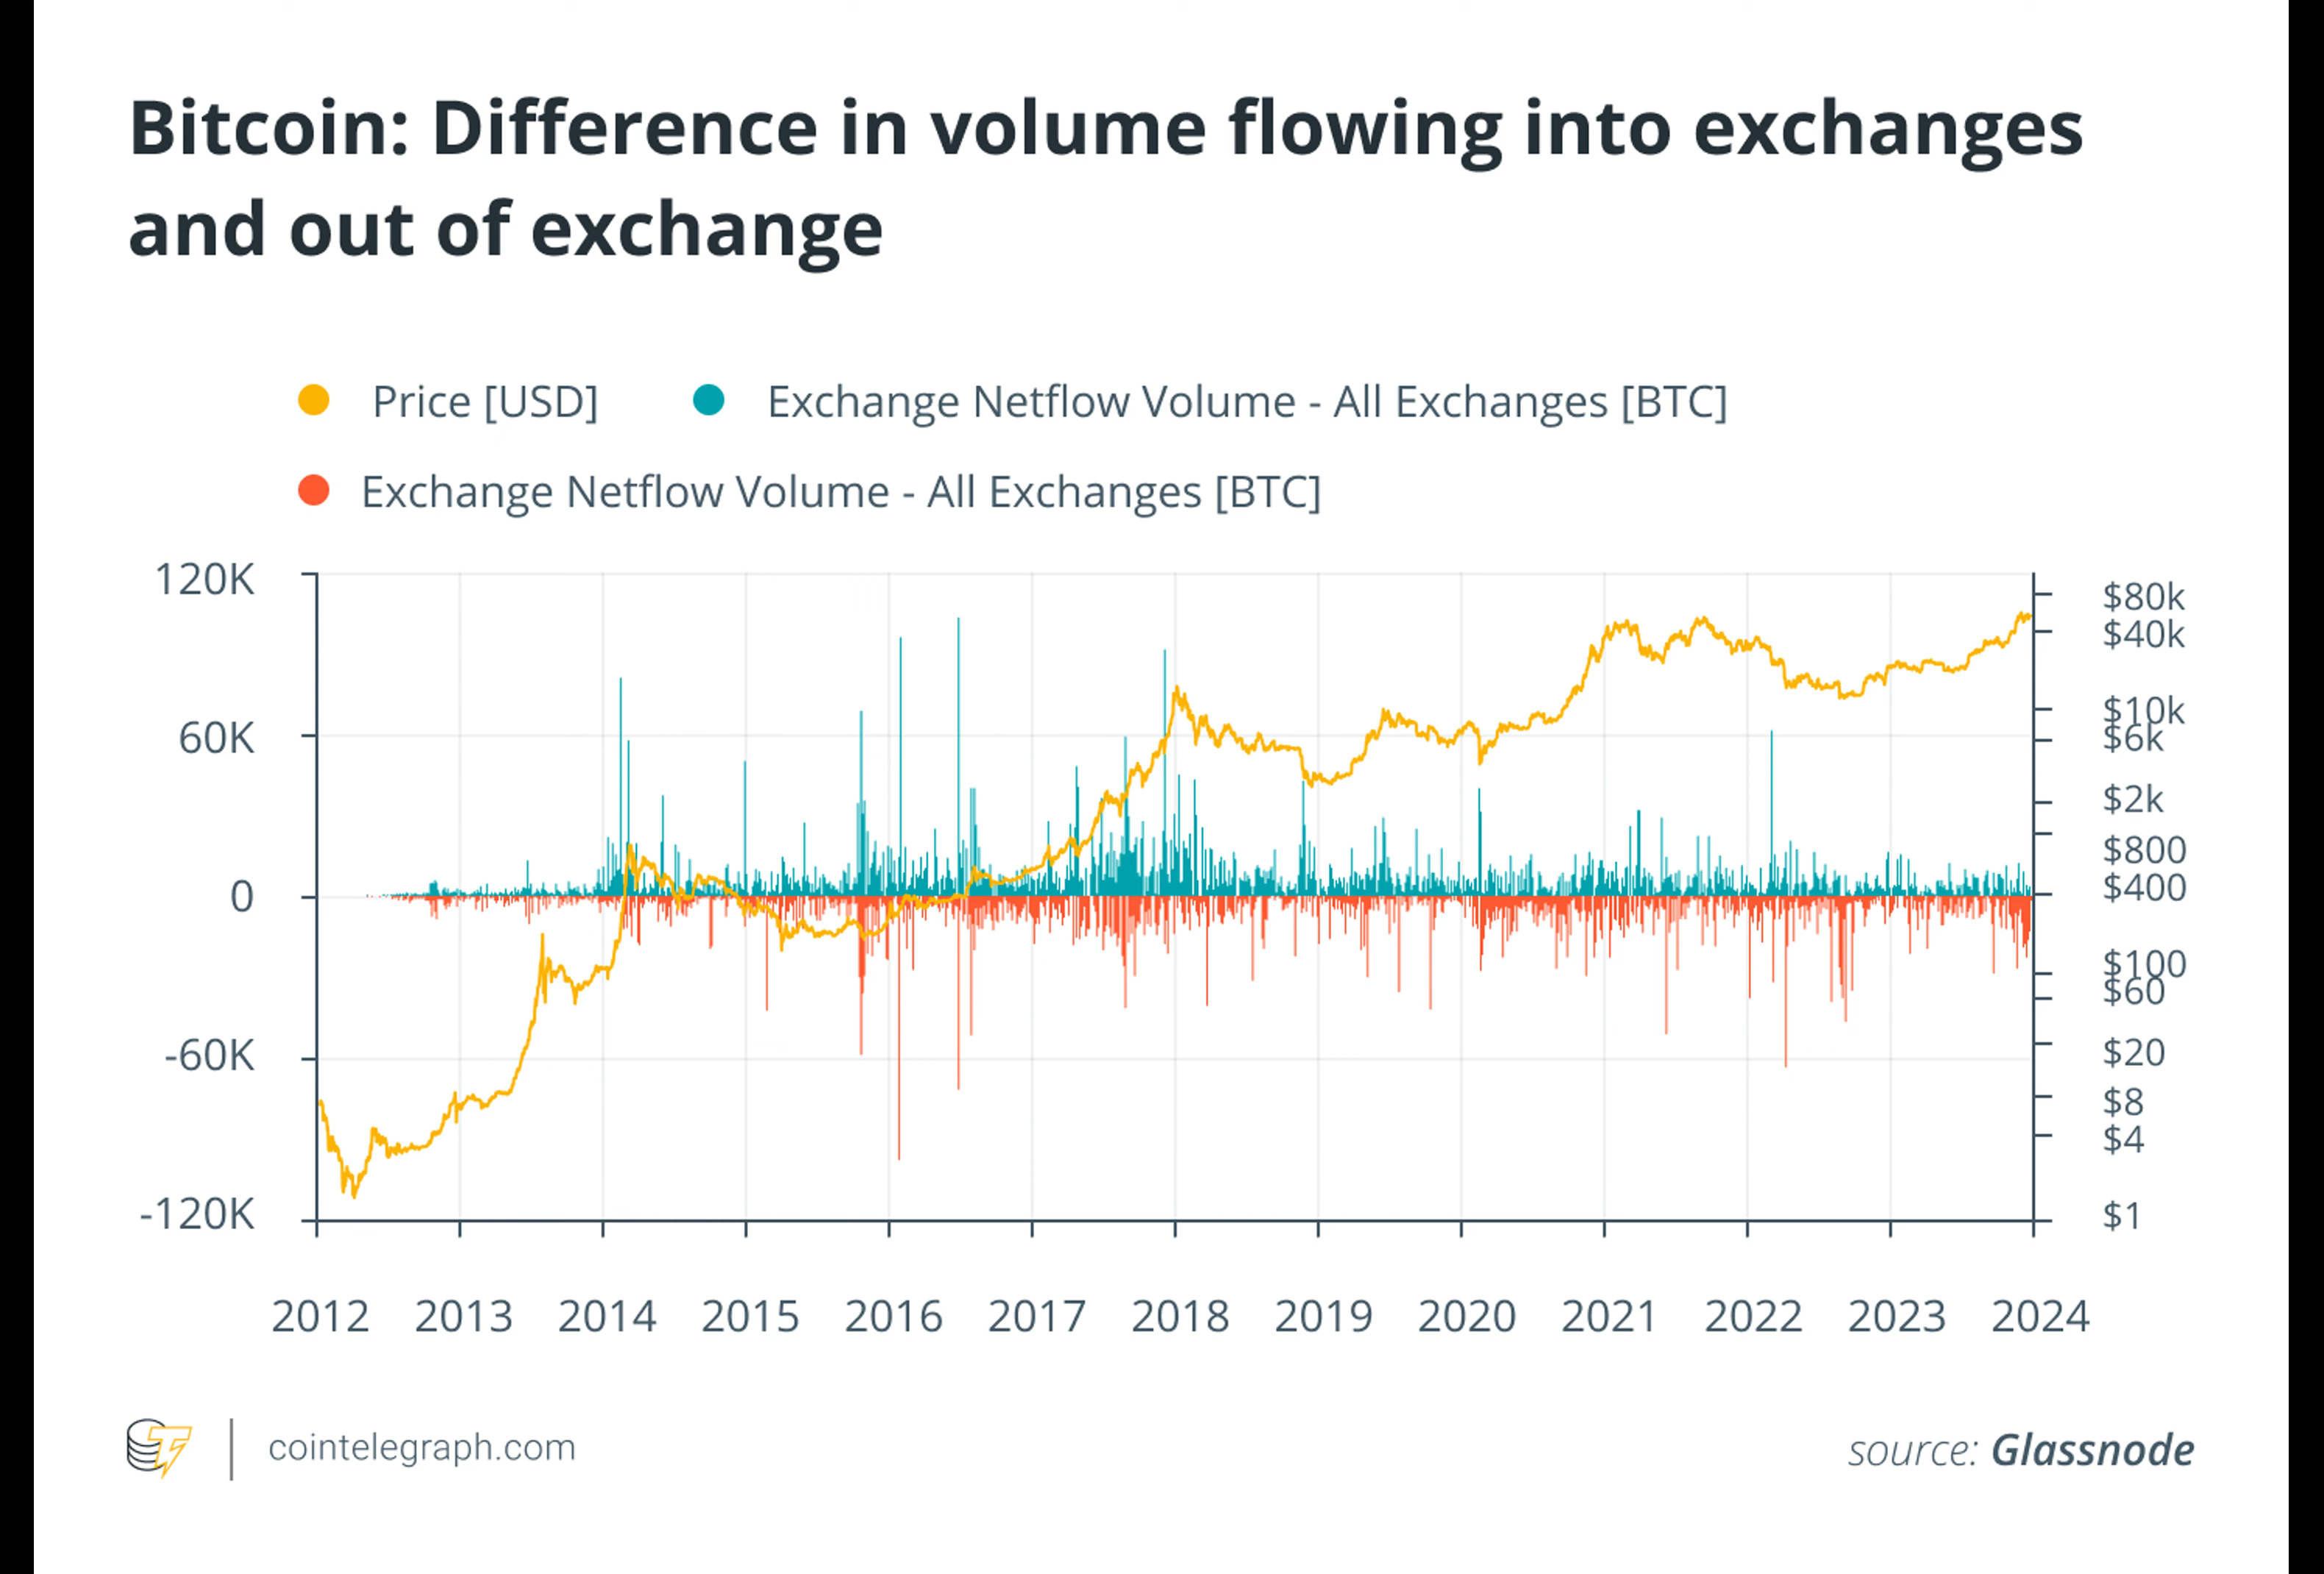 Bitcoin: Difference in volume flowing into exchanges
and out of exchange
Price [USD]
Exchange Netflow Volume - All Exchanges [BTC]
Exchange Netflow Volume - All Exchanges [BTC]
120K
60K
0
-60K
-120K
$80k
$40k
$10k
$6k
$2k
$800
$400
$100
$60
$20
$8
$4
$1
2012 2013 2014 2015 2016 2017 2018 2019 2020 2021 2022 2023 2024
cointelegraph.com
source: Glassnode